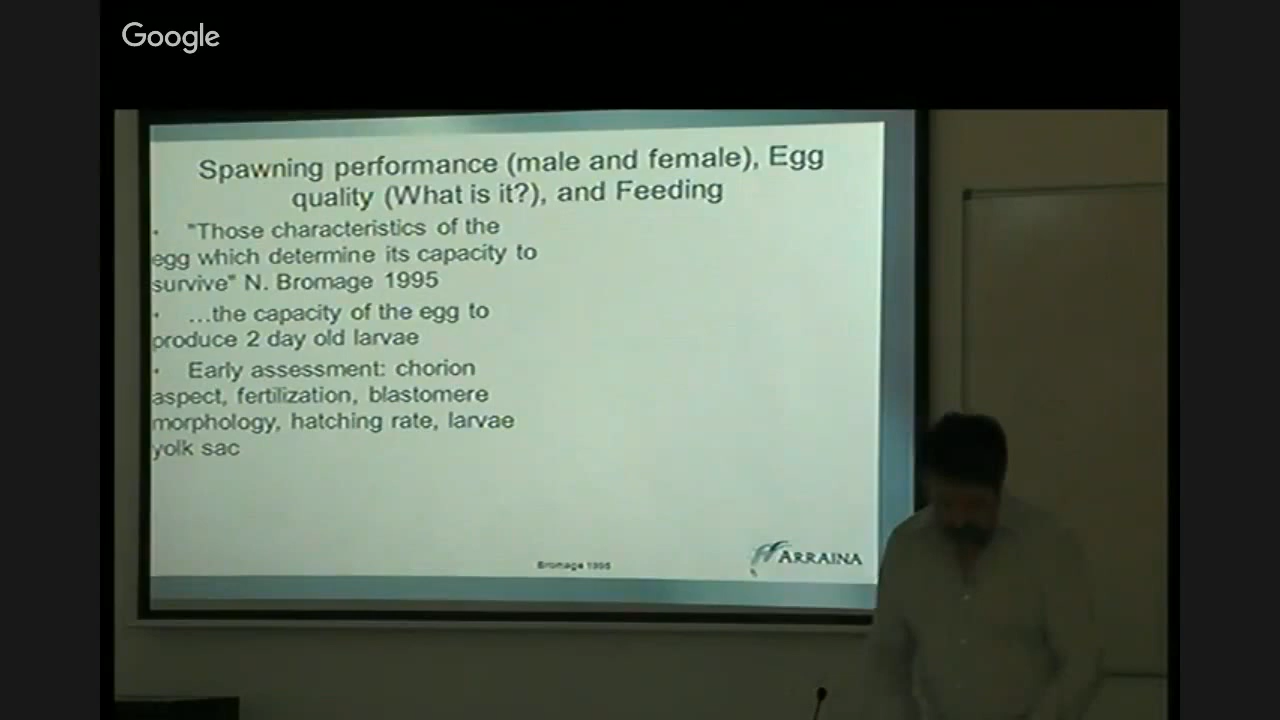 Google
Spawning performance (male and female), Egg
quality (What is it?), and Feeding
· "Those characteristics of the
egg which determine its capacity to
survive" N. Bromage 1995
· ...the capacity of the egg to
produce 2 day old larvae
· Early assessment: chorion
aspect, fertilization, blastomere
morphology, hatching rate, larvae
yolk sac
Bromage 1995
ARRAINA